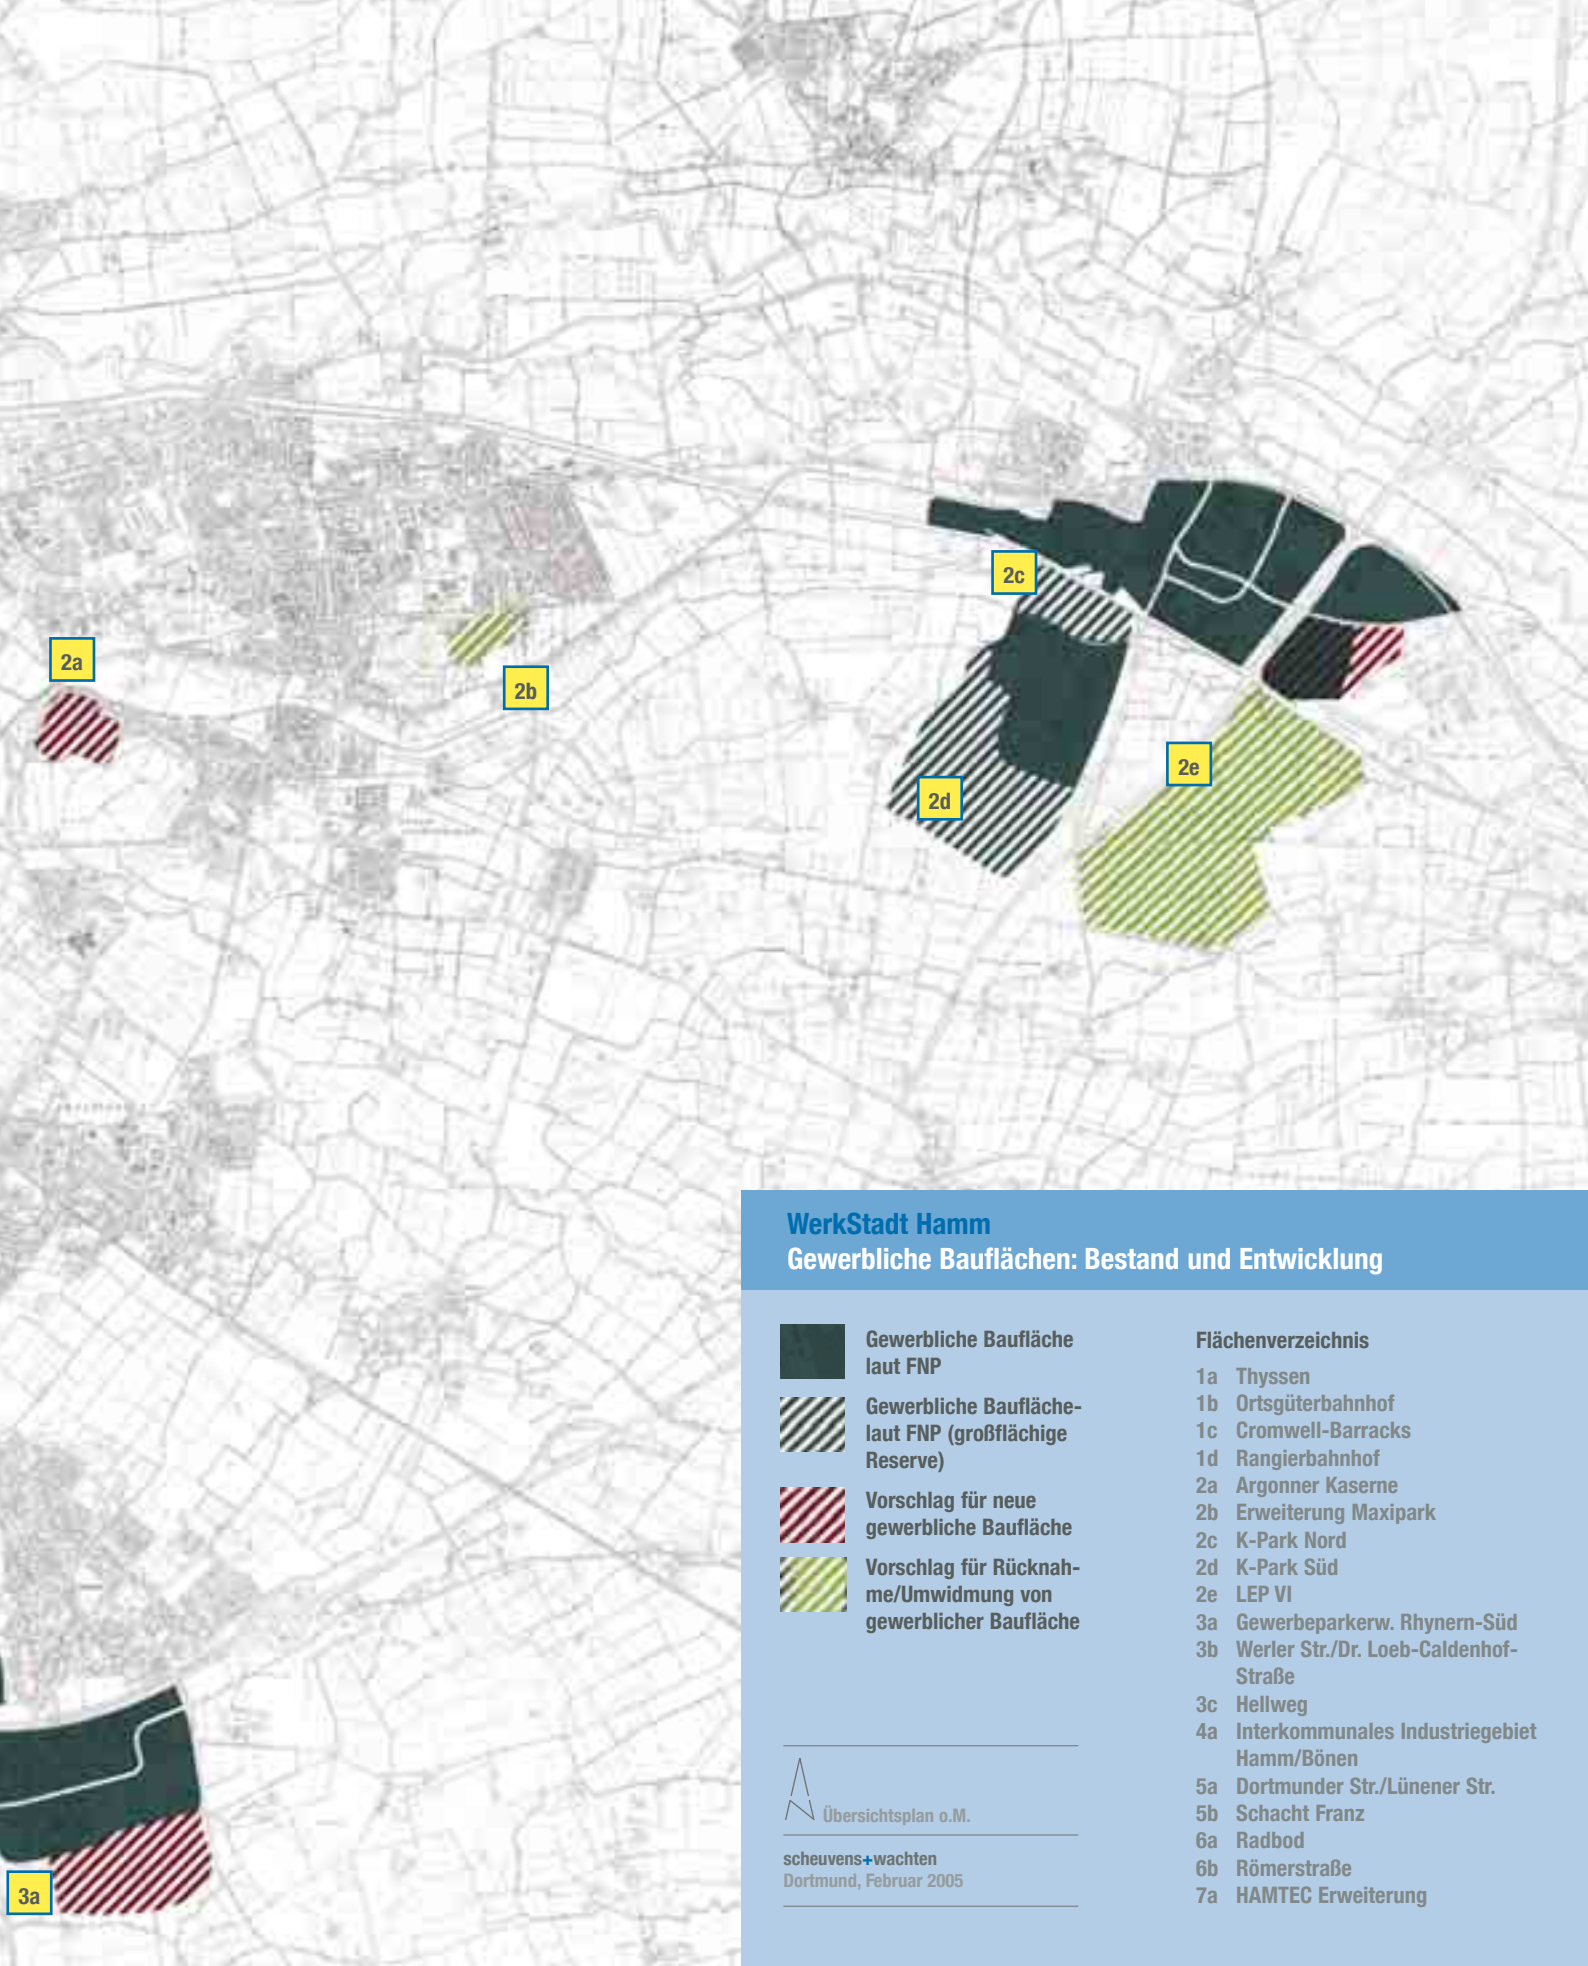 2a
2b
2c
2d
2e
3a
WerkStadt Hamm
Gewerbliche Bauflächen: Bestand und Entwicklung
Gewerbliche Baufläche
laut FNP
Gewerbliche Baufläche-
laut FNP (großflächige
Reserve)
Vorschlag für neue
gewerbliche Baufläche
Vorschlag für Rücknah-
me/Umwidmung von
gewerblicher Baufläche
Übersichtsplan o.M.
scheuvens+wachten
Dortmund, Februar 2005
Flächenverzeichnis
1a Thyssen
1b Ortsgüterbahnhof
1c Cromwell-Barracks
1d Rangierbahnhof
2a Argonner Kaserne
2b Erweiterung Maxipark
2c K-Park Nord
2d K-Park Süd
2e LEP VI
3a Gewerbeparkerw. Rhynern-Süd
3b Werler Str./Dr. Loeb-Caldenhof-
Straße
3c Hellweg
4a Interkommunales Industriegebiet
Hamm/Bönen
5a Dortmunder Str./Lünener Str.
5b Schacht Franz
6a Radbod
6b Römerstraße
7a HAMTEC Erweiterung